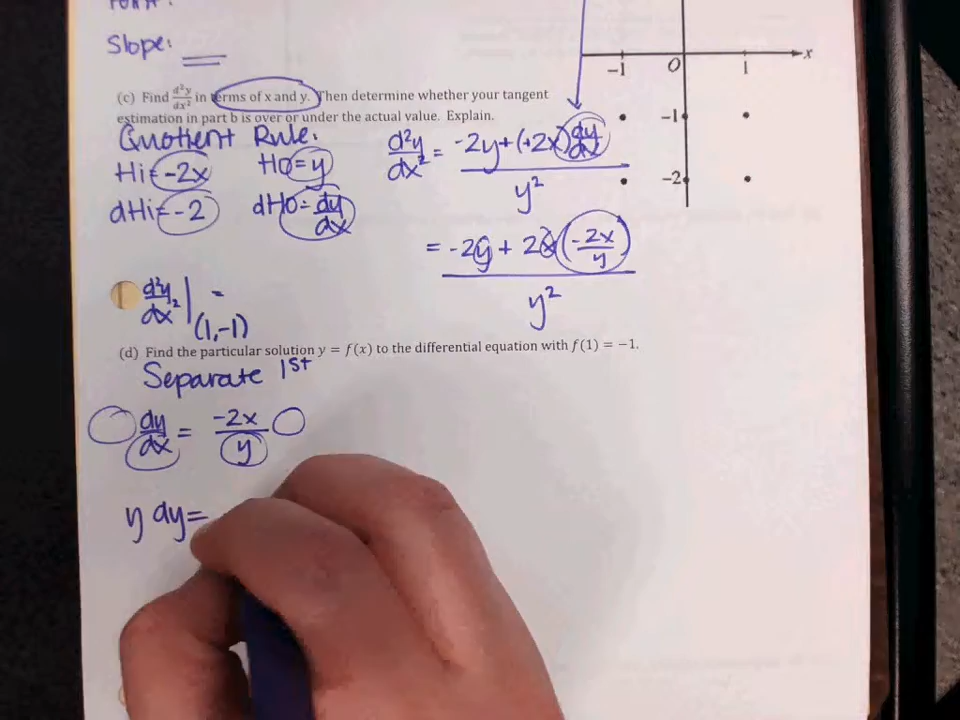 Slope: __
(c) Find d²y/dx² in terms of x and y. Then determine whether your tangent
estimation in part b is over or under the actual value. Explain.
Quotient Rule:
Hi = -2x Ho = y
dHi = -2 dHo = dy/dx
d²y/dx² = (-2y + (+2x) dy/dx) / y²
= (-2y + 2x (-2x/y)) / y²
d²y/dx² | (1,-1) =
-1 O 1 x
-1
-2
(d) Find the particular solution y = f(x) to the differential equation with f(1) = −1.
Separate 1st
dy/dx = -2x/y
y dy =